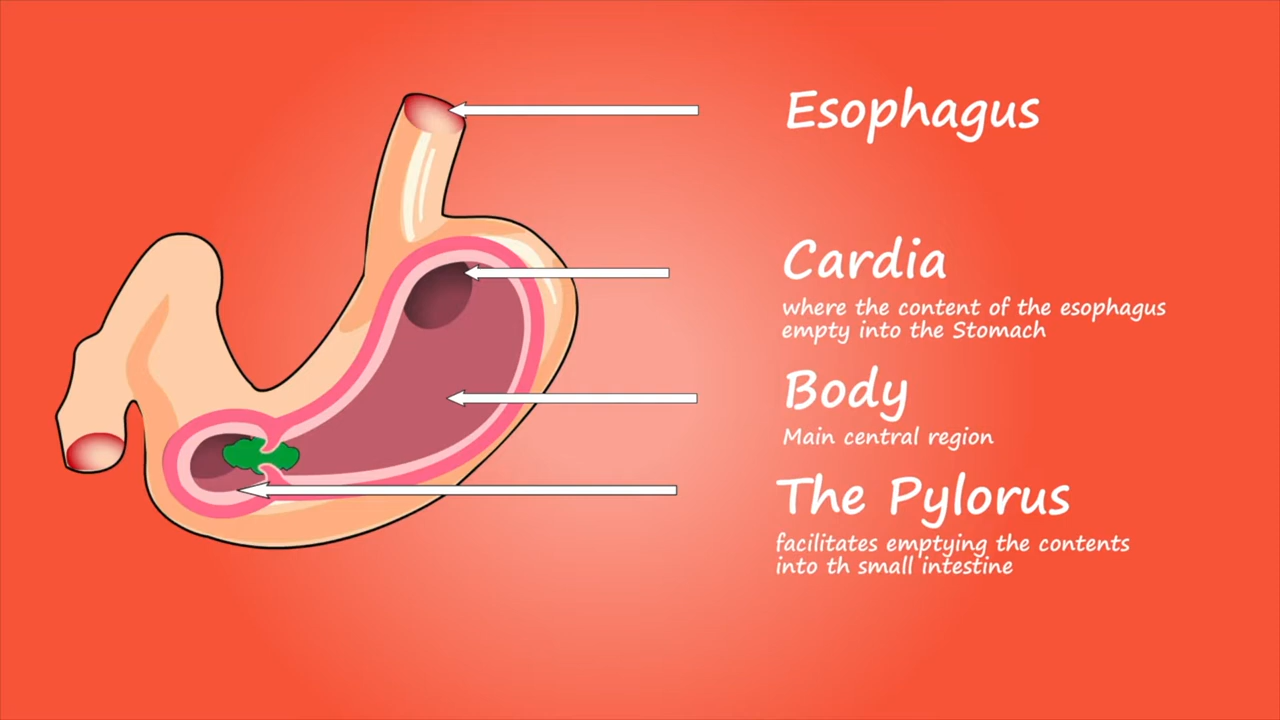 Esophagus
Cardia
where the content of the esophagus
empty into the Stomach
Body
Main central region
The Pylorus
facilitates emptying the contents
into th small intestine